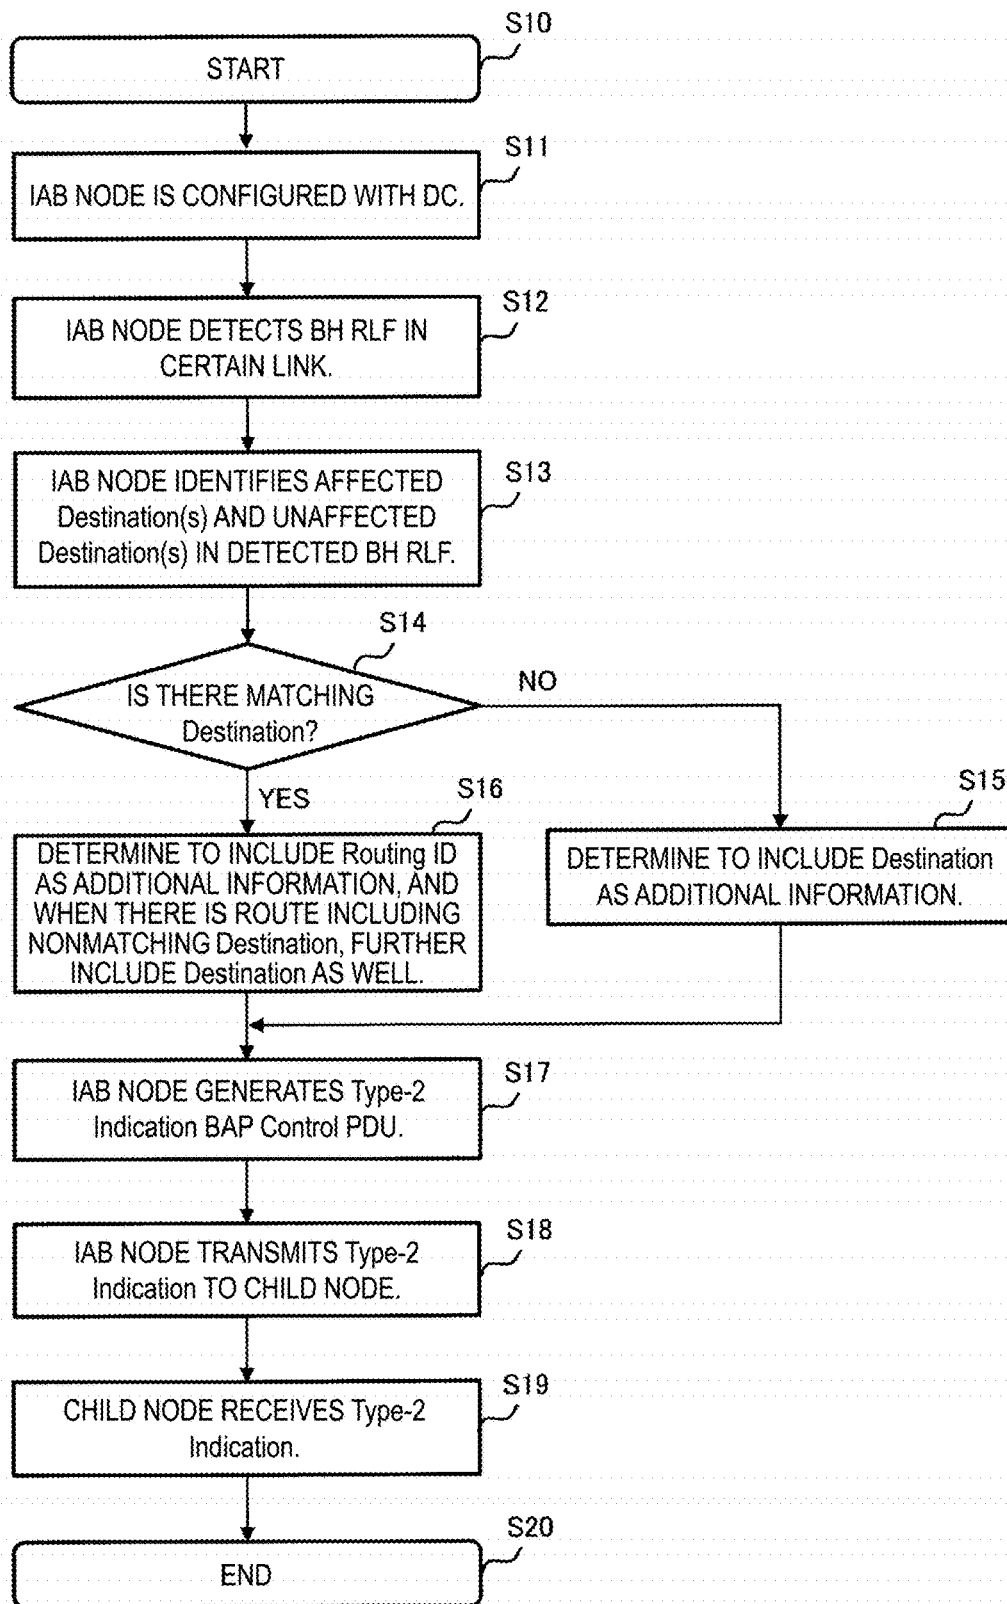 S10
START
S11
IAB NODE IS CONFIGURED WITH DC.
S12
IAB NODE DETECTS BH RLF IN
CERTAIN LINK.
S13
IAB NODE IDENTIFIES AFFECTED
Destination(s) AND UNAFFECTED
Destination(s) IN DETECTED BH RLF.
S14
IS THERE MATCHING
Destination?
NO
YES
S16
DETERMINE TO INCLUDE Routing ID
AS ADDITIONAL INFORMATION, AND
WHEN THERE IS ROUTE INCLUDING
NONMATCHING Destination, FURTHER
INCLUDE Destination AS WELL.
S15
DETERMINE TO INCLUDE Destination
AS ADDITIONAL INFORMATION.
S17
IAB NODE GENERATES Type-2
Indication BAP Control PDU.
S18
IAB NODE TRANSMITS Type-2
Indication TO CHILD NODE.
S19
CHILD NODE RECEIVES Type-2
Indication.
S20
END